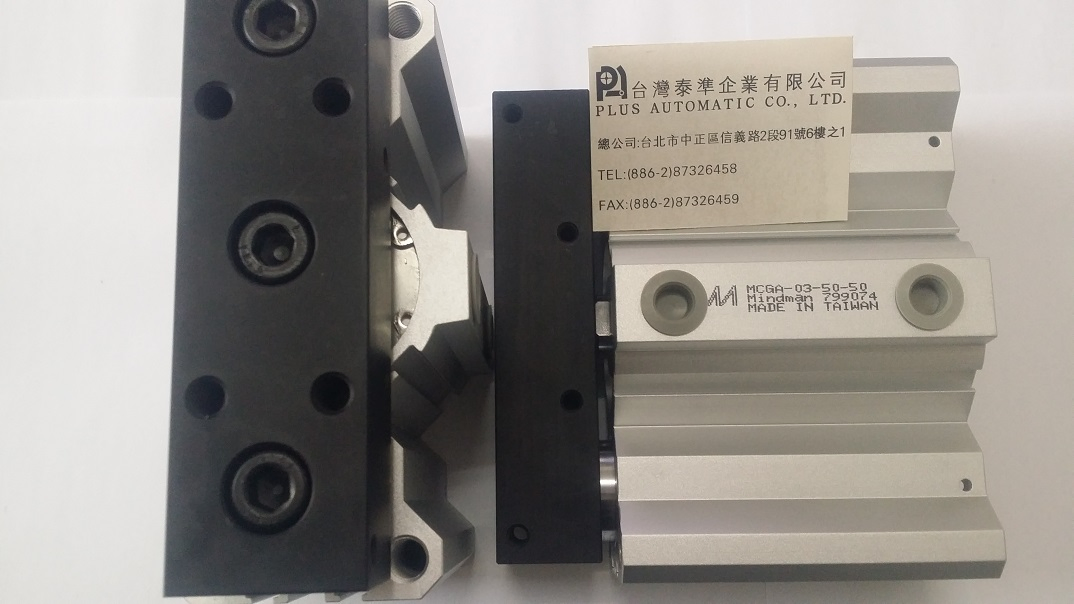 台灣泰準企業有限公司
PLUS AUTOMATIC CO., LTD.
總公司:台北市中正區信義路2段91號6樓之1
TEL:(886-2)87326458
FAX:(886-2)87326459
MCGA-03-50-50
Mindman 799074
MADE IN TAIWAN